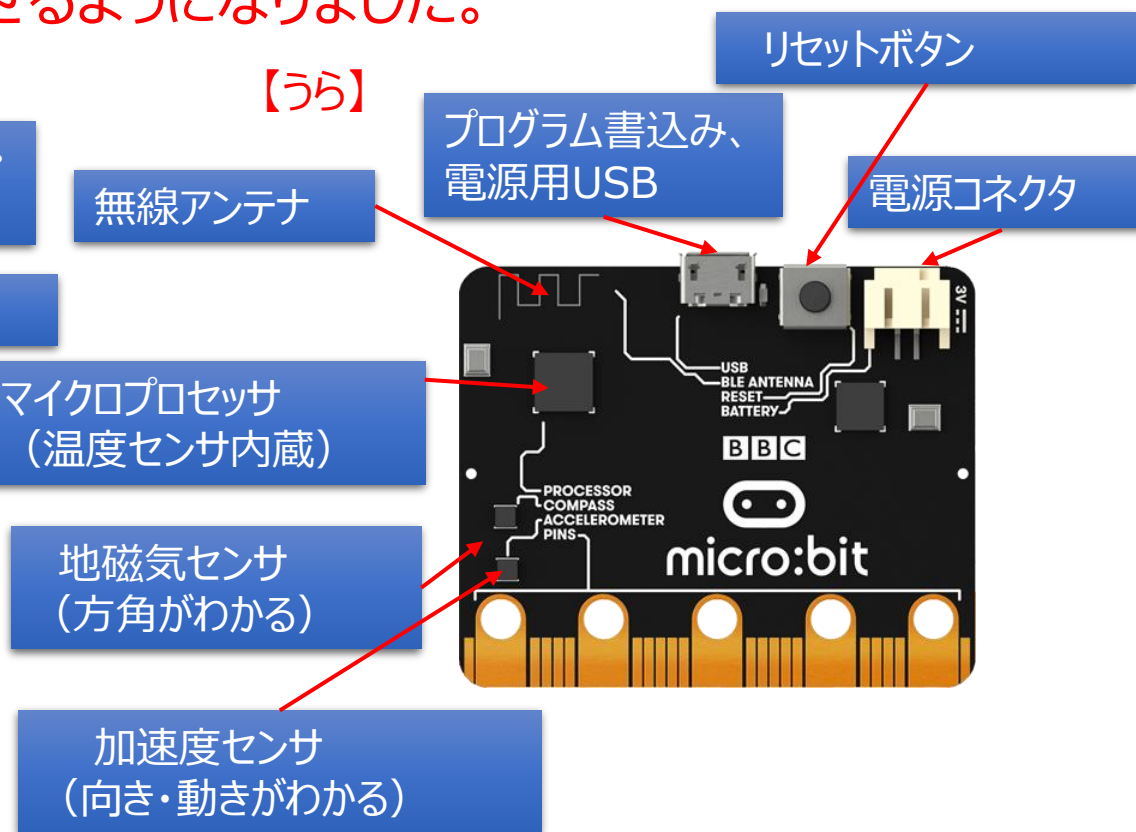 きるようになりました。
【うら】
リセットボタン
プログラム書込み、
電源用USB
電源コネクタ
無線アンテナ
マイクロプロセッサ
（温度センサ内蔵）
地磁気センサ
（方角がわかる）
加速度センサ
（向き・動きがわかる）
3V
USB
BLE ANTENNA
RESET
BATTERY
BBC
PROCESSOR
COMPASS
ACCELEROMETER
PINS
micro:bit